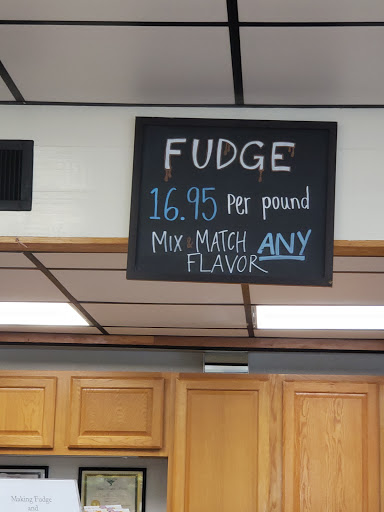 FUDGE
16.95 Per pound
MIX & MATCH ANY
FLAVOR
Making Fudge
and